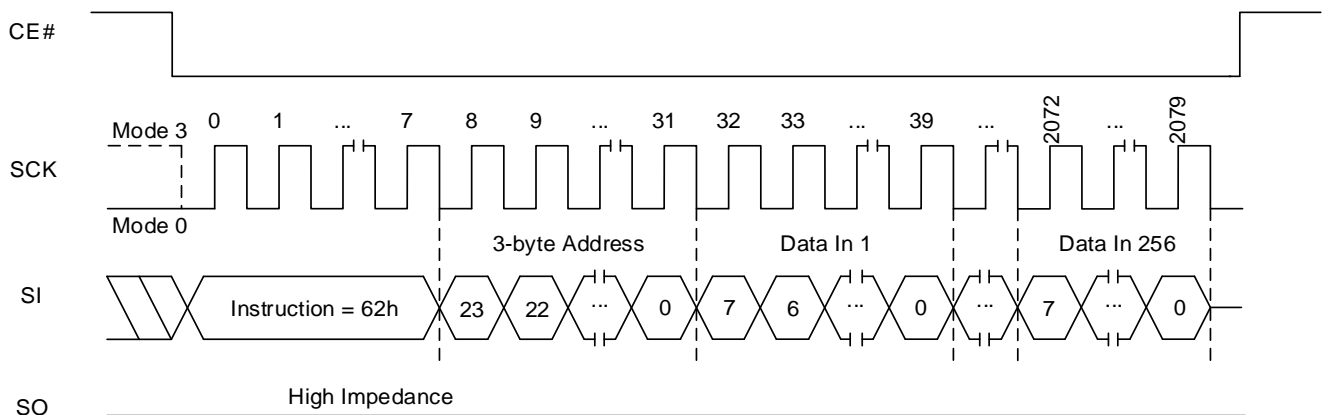 CE#
Mode 3 0 1 ... 7 8 9 ... 31 32 33 ... 39 ... 2072 ... 2079
SCK
Mode 0
3-byte Address Data In 1 Data In 256
SI Instruction = 62h 23 22 ... 0 7 6 ... 0 ... 7 ... 0
High Impedance
SO